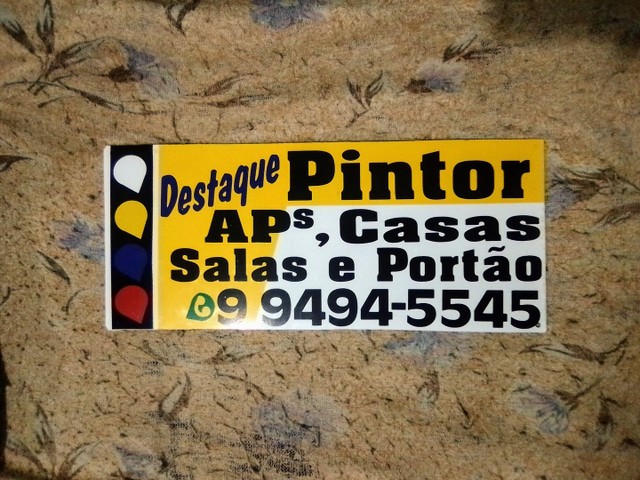 Destaque Pintor
APs, Casas
Salas e Portão
9 9494-5545